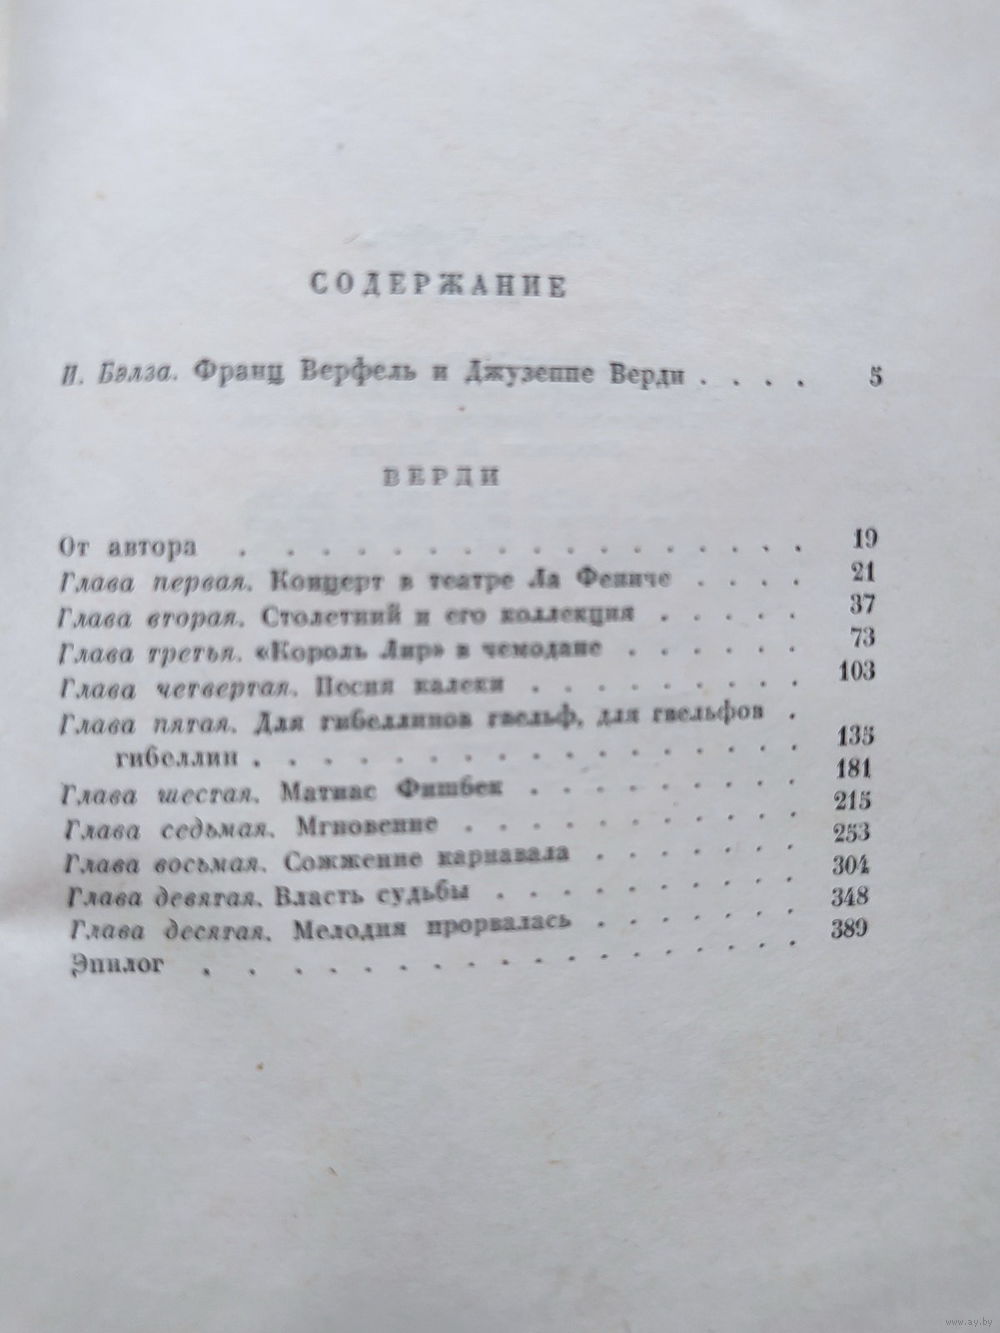 СОДЕРЖАНИЕ
И. Бэлза. Франц Верфель и Джузеппе Верди . . . . 5
ВЕРДИ
От автора . . . . . . . . . . . . . . . . 19
Глава первая. Концерт в театре Ла Фениче . . . . 21
Глава вторая. Столетний и его коллекция . . . . . 37
Глава третья. «Король Лир» в чемодане . . . . . . 73
Глава четвертая. Песня калеки . . . . . . . . . 103
Глава пятая. Для гибеллинов гвельф, для гвельфов .
гибеллин . . . . . . . . . . . . . . . . 135
Глава шестая. Матиас Фишбек . . . . . . . . . 181
Глава седьмая. Мгновение . . . . . . . . . . . 215
Глава восьмая. Сожжение карнавала . . . . . . . 253
Глава девятая. Власть судьбы . . . . . . . . . . 304
Глава десятая. Мелодия прорвалась . . . . . . . 348
Эпилог . . . . . . . . . . . . . . . . . 389
www.ay.by